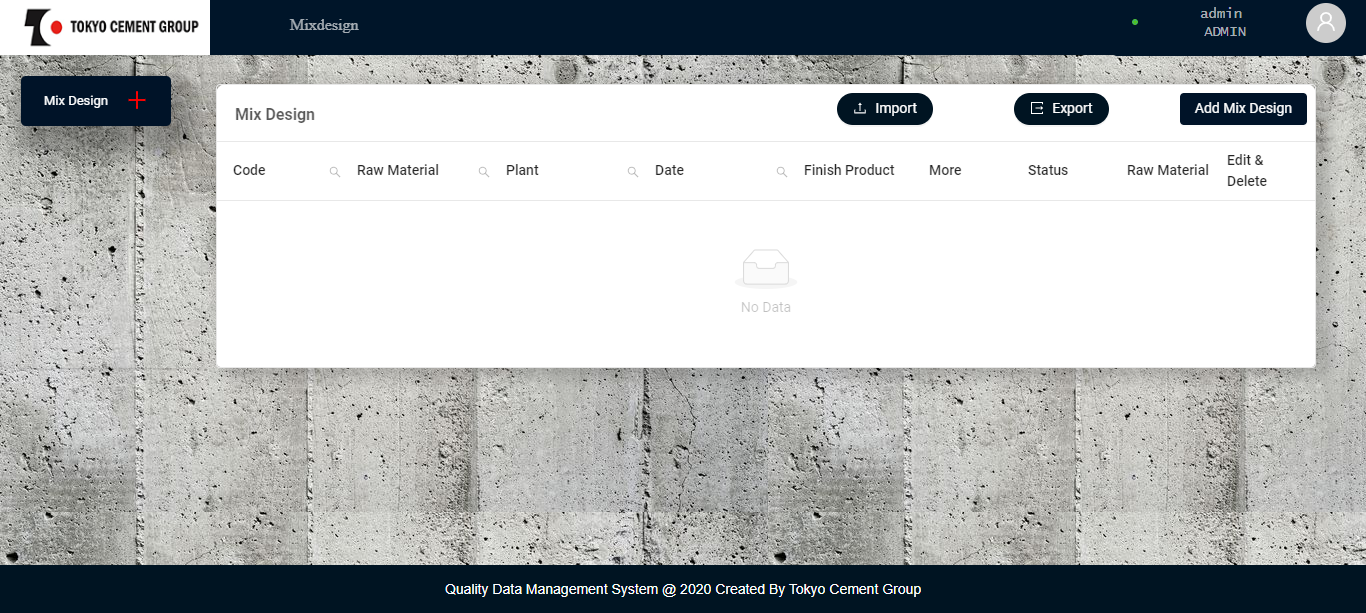 TOKYO CEMENT GROUP
Mixdesign
admin
ADMIN
Mix Design
Mix Design
Import
Export
Add Mix Design
Code
Raw Material
Plant
Date
Finish Product
More
Status
Raw Material
Edit &
Delete
No Data
Quality Data Management System @ 2020 Created By Tokyo Cement Group